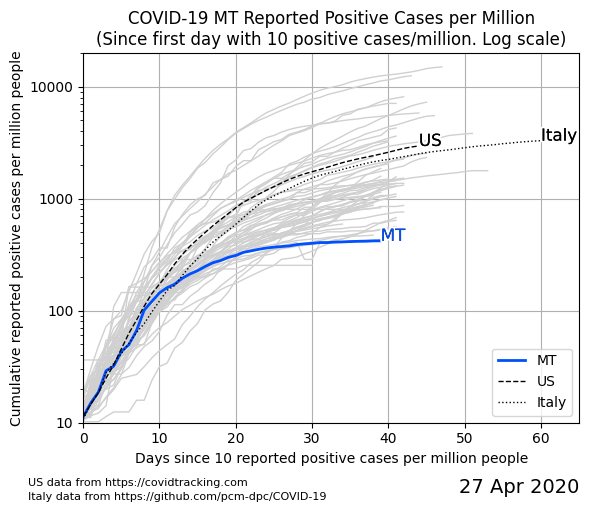 COVID-19 MT Reported Positive Cases per Million
(Since first day with 10 positive cases/million. Log scale)
Cumulative reported positive cases per million people
10000
1000
100
10
US
Italy
MT
MT
US
Italy
0 10 20 30 40 50 60
Days since 10 reported positive cases per million people
US data from https://covidtracking.com
Italy data from https://github.com/pcm-dpc/COVID-19
27 Apr 2020